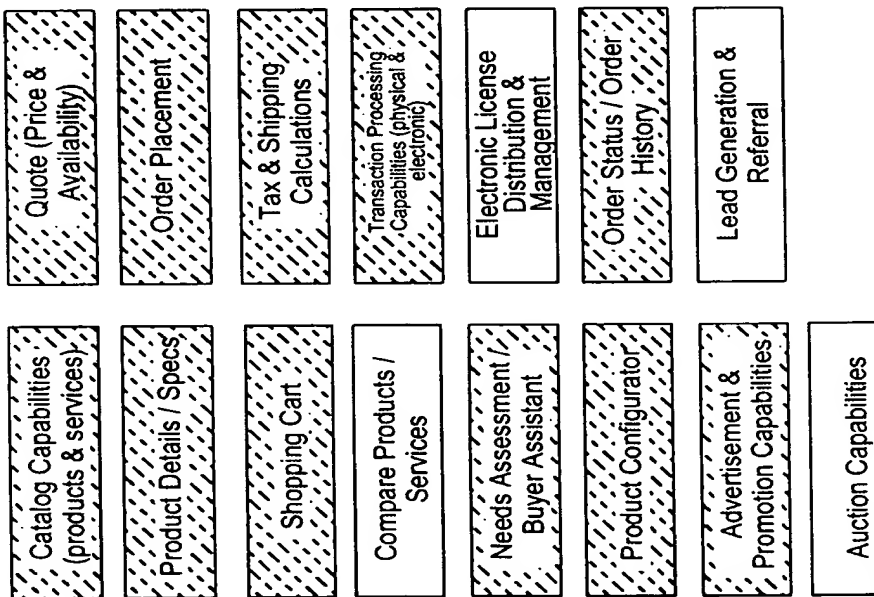 Quote (Price &
Availability)
Order Placement
Tax & Shipping
Calculations
Transaction Processing
Capabilities (physical &
electronic)
Electronic License
Distribution &
Management
Order Status / Order
History
Lead Generation &
Referral
Catalog Capabilities
(products & services)
Product Details / Specs
Shopping Cart
Compare Products /
Services
Needs Assessment /
Buyer Assistant
Product Configurator
Advertisement &
Promotion Capabilities
Auction Capabilities